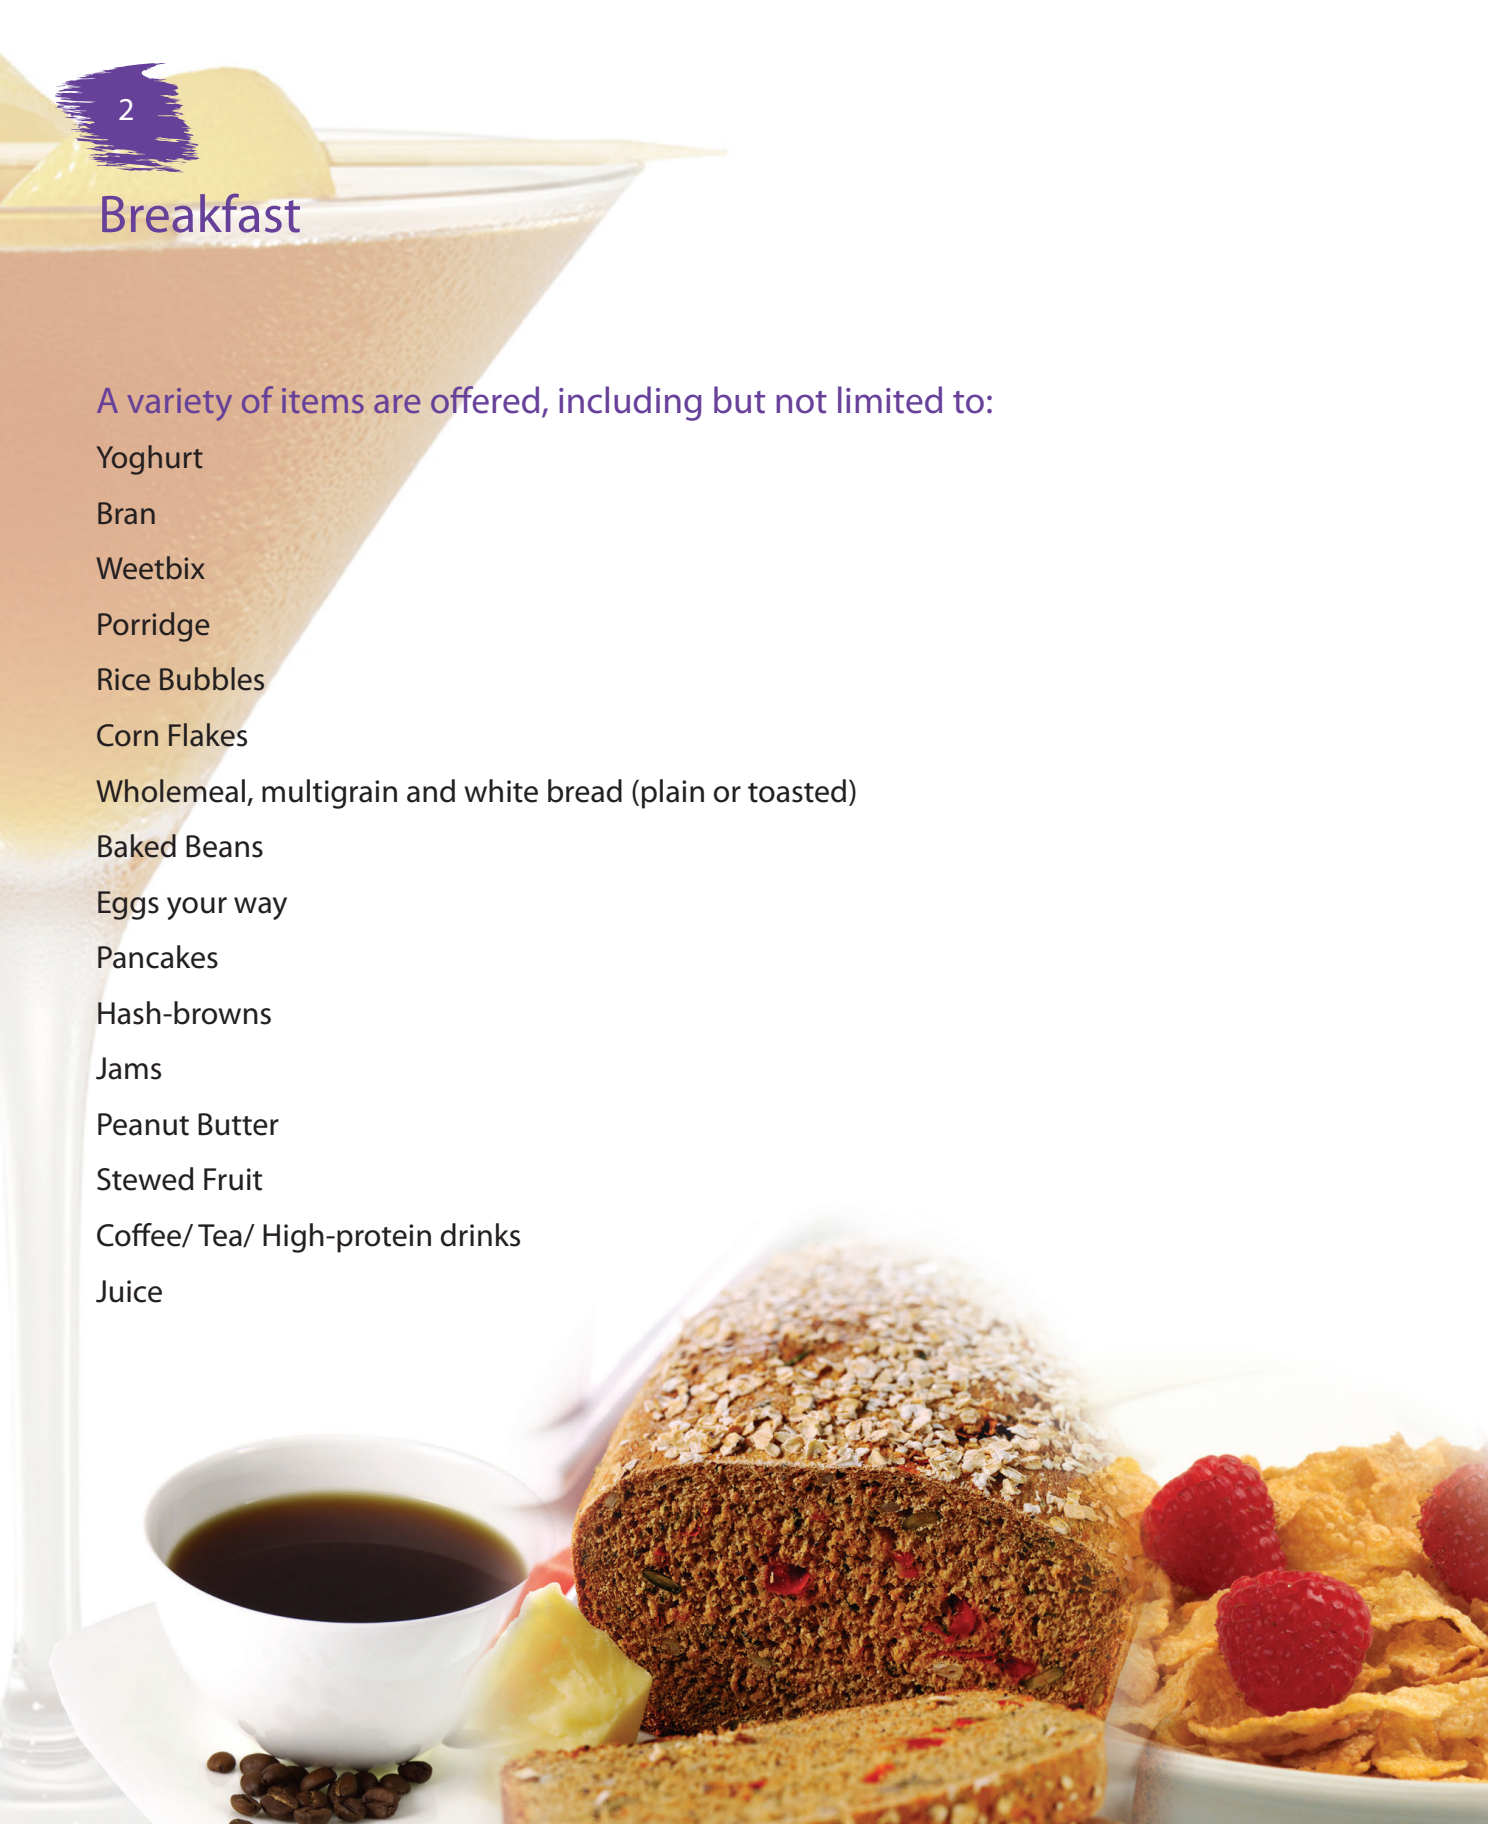 2
Breakfast
A variety of items are offered, including but not limited to:
Yoghurt
Bran
Weetbix
Porridge
Rice Bubbles
Corn Flakes
Wholemeal, multigrain and white bread (plain or toasted)
Baked Beans
Eggs your way
Pancakes
Hash-browns
Jams
Peanut Butter
Stewed Fruit
Coffee/ Tea/ High-protein drinks
Juice